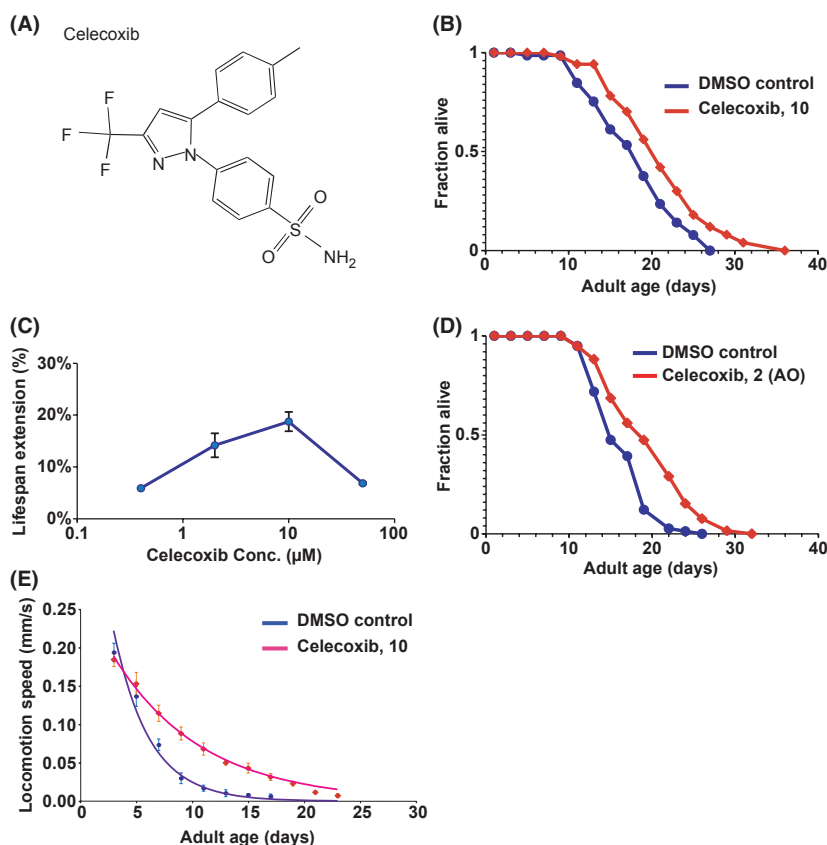 (A)
Celecoxib
F
F
F
N
N
O
S
O
NH2
(B)
1
0.5
0
Fraction alive
DMSO control
Celecoxib, 10
0 10 20 30 40
Adult age (days)
(C)
30%
20%
10%
0%
Lifespan extension (%)
0.1 1 10 100
Celecoxib Conc. (µM)
(D)
1
0.5
0
Fraction alive
DMSO control
Celecoxib, 2 (AO)
0 10 20 30 40
Adult age (days)
(E)
0.25
0.20
0.15
0.10
0.05
0.00
Locomotion speed (mm/s)
DMSO control
Celecoxib, 10
0 5 10 15 20 25 30
Adult age (days)